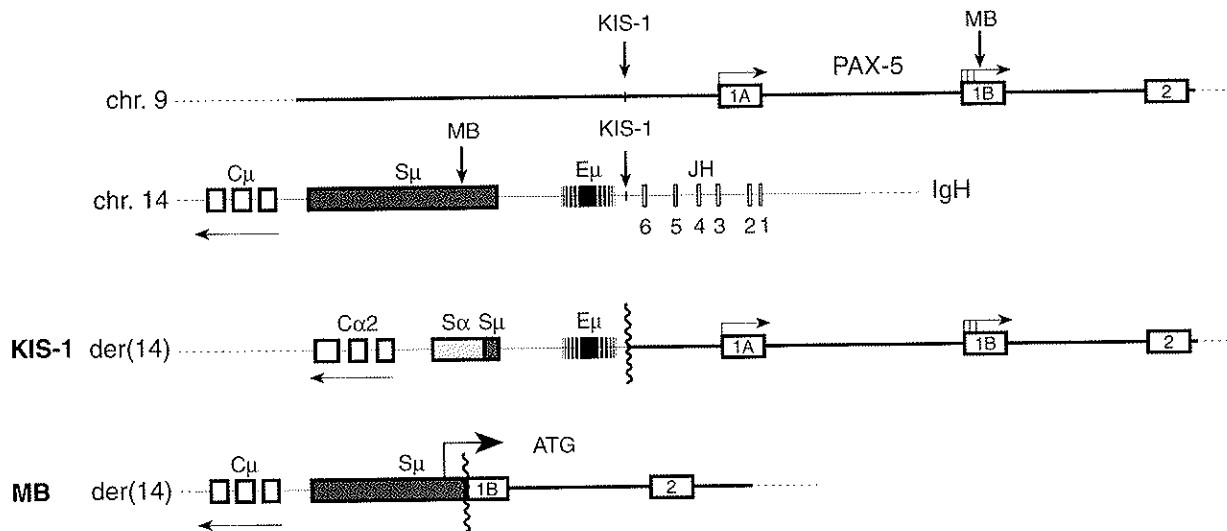 KIS-1 MB
PAX-5
chr. 9 1A 1B 2
MB KIS-1
Cμ Sμ Eμ JH
chr. 14 IgH
6 5 4 3 2 1
Cα2 Sα Sμ Eμ
KIS-1 der(14) 1A 1B 2
Cμ Sμ ATG
MB der(14) 1B 2